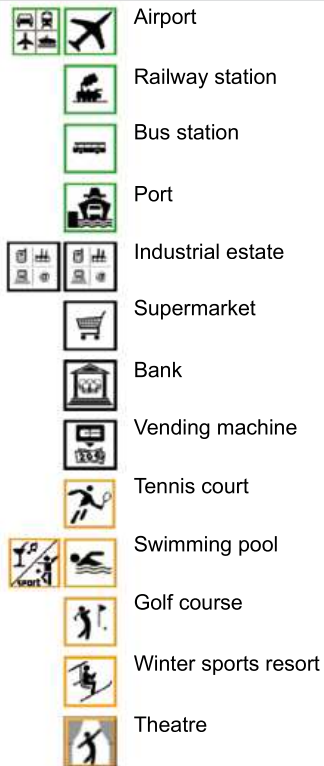 Airport
Railway station
Bus station
Port
Industrial estate
Supermarket
Bank
Vending machine
Tennis court
Swimming pool
sport
Golf course
Winter sports resort
Theatre